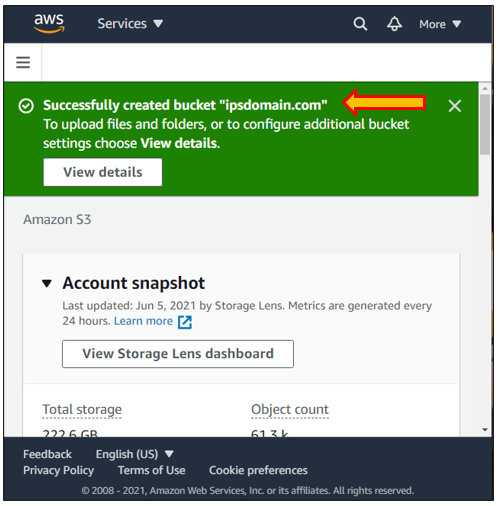 aws
Services
More
Successfully created bucket "ipsdomain.com"
To upload files and folders, or to configure additional bucket
settings choose View details.
View details
Amazon S3
Account snapshot
Last updated: Jun 5, 2021 by Storage Lens. Metrics are generated every
24 hours. Learn more
View Storage Lens dashboard
Total storage Object count
222.6 GB 61.3 k
Feedback English (US)
Privacy Policy Terms of Use Cookie preferences
© 2008 - 2021, Amazon Web Services, Inc. or its affiliates. All rights reserved.